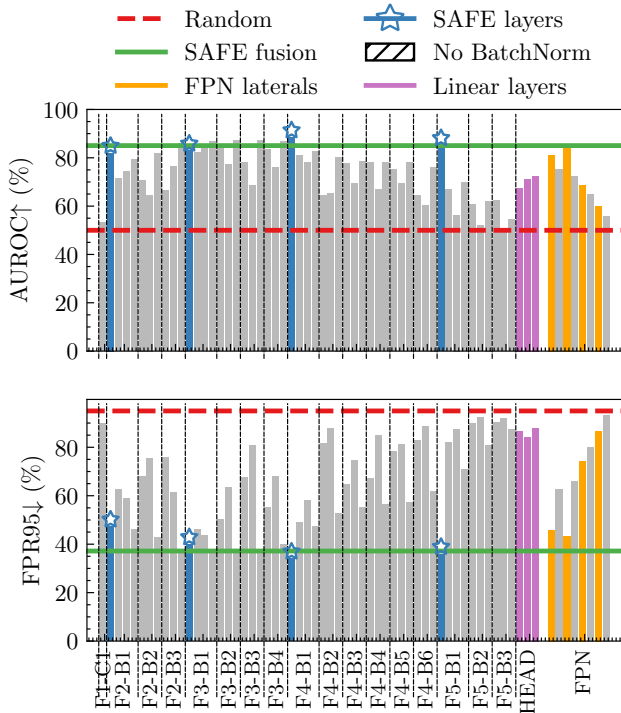 Random
SAFE layers
SAFE fusion
No BatchNorm
FPN laterals
Linear layers
AUROC↑ (%)
100
80
60
40
20
0
FPR95↓ (%)
80
60
40
20
0
F1-C1
F2-B1
F2-B2
F2-B3
F3-B1
F3-B2
F3-B3
F3-B4
F4-B1
F4-B2
F4-B3
F4-B4
F4-B5
F4-B6
F5-B1
F5-B2
F5-B3
HEAD
FPN